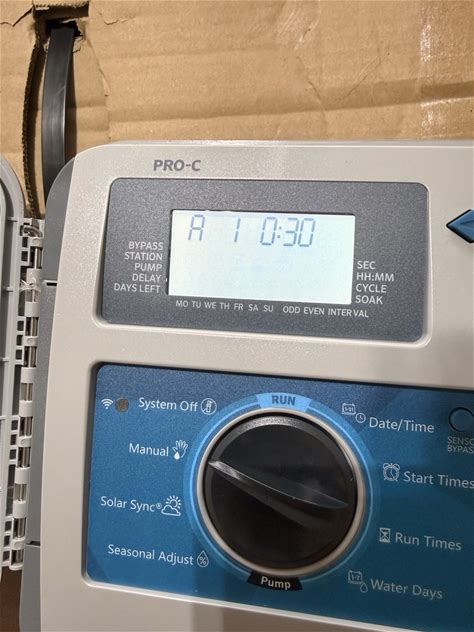 PRO-C
A 1 0:30
BYPASS
STATION
PUMP
DELAY
DAYS LEFT
SEC
HH:MM
CYCLE
SOAK
MO TU WE TH FR SA SU ODD EVEN INTERVAL
RUN
System Off
Date/Time
Manual
Start Times
Solar Sync®
Run Times
Seasonal Adjust
Water Days
Pump
SENSO
BYPAS